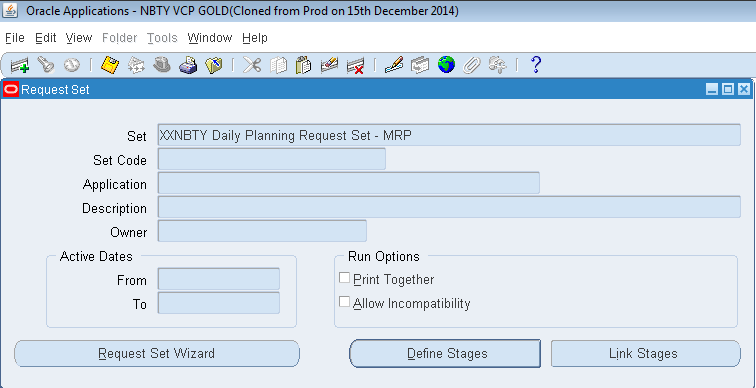 Oracle Applications - NBTY VCP GOLD(Cloned from Prod on 15th December 2014)
File Edit View Folder Tools Window Help
Request Set
Set XXNBTY Daily Planning Request Set - MRP
Set Code
Application
Description
Owner
Active Dates Run Options
From Print Together
To Allow Incompatibility
Request Set Wizard Define Stages Link Stages